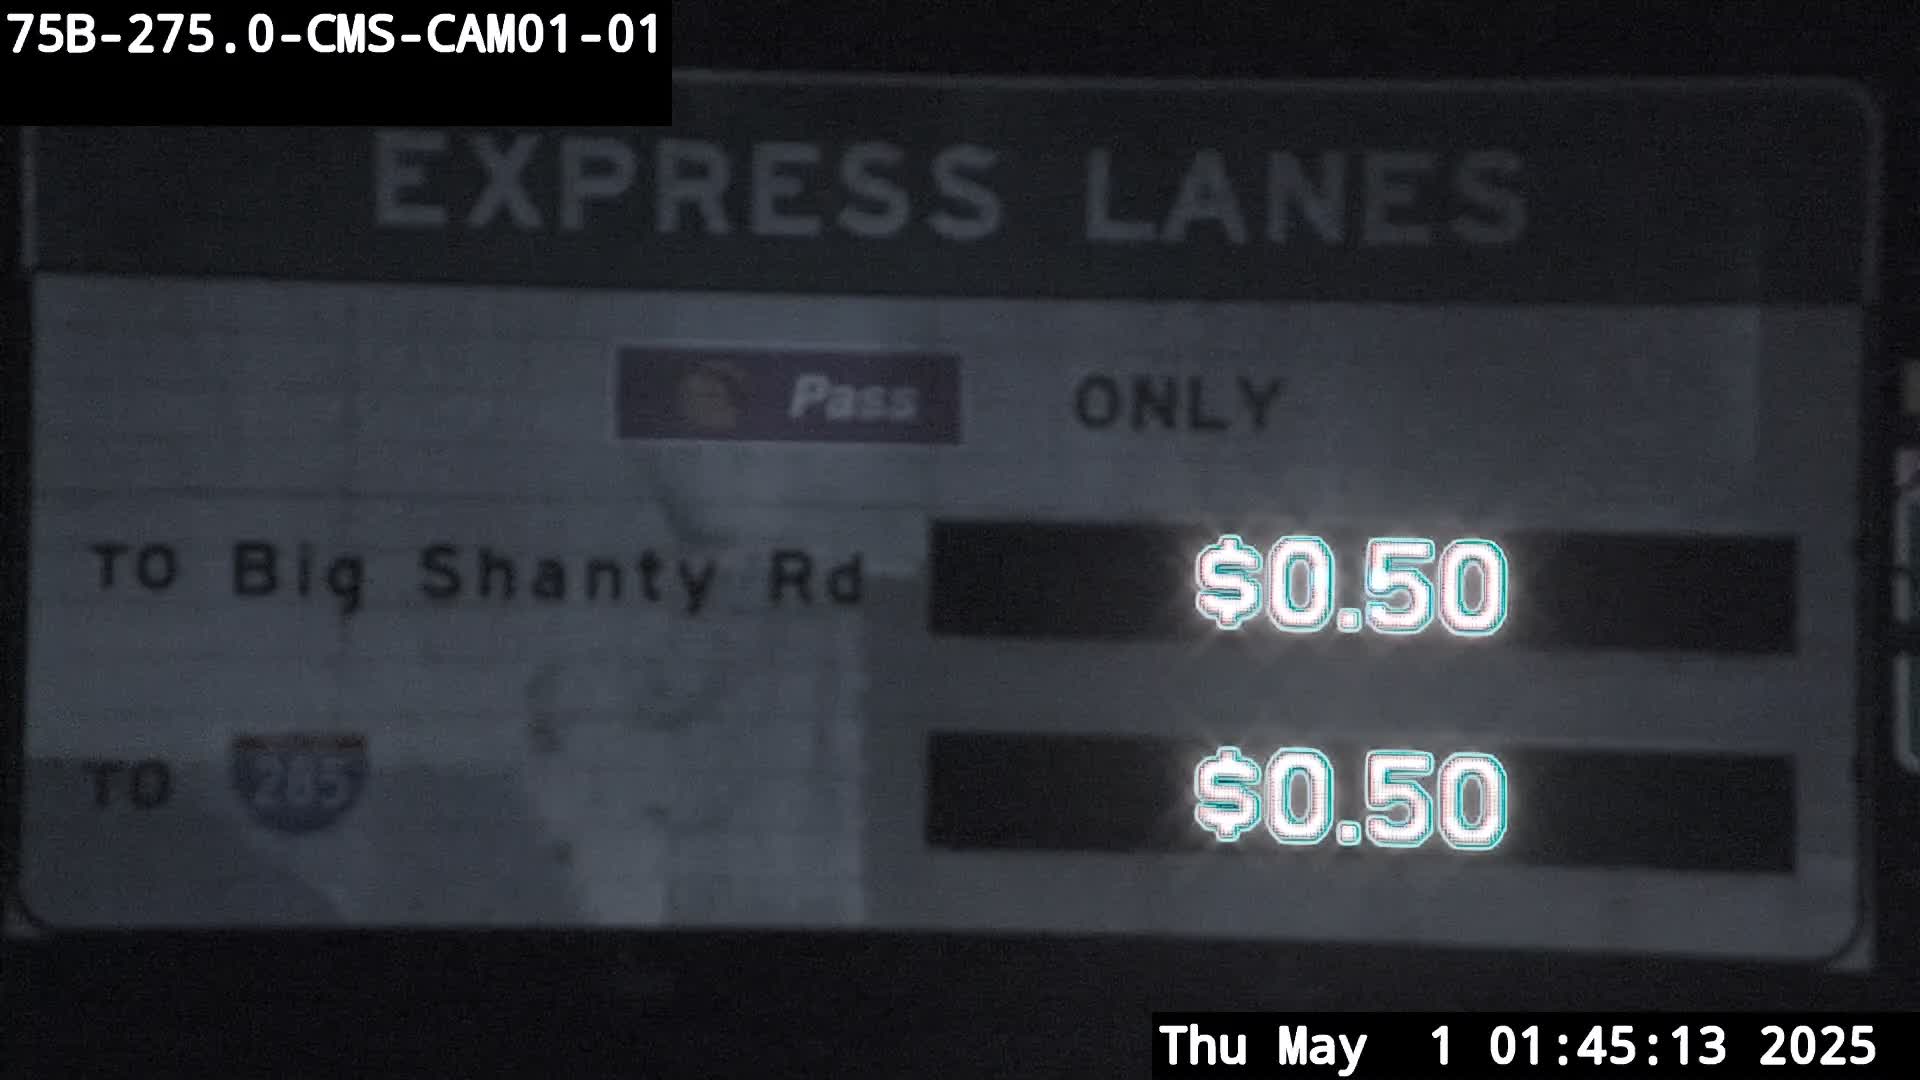 75B-275.0-CMS-CAM01-01
EXPRESS LANES
Pass ONLY
TO Big Shanty Rd $0.50
TO 285 $0.50
Thu May 1 01:45:13 2025